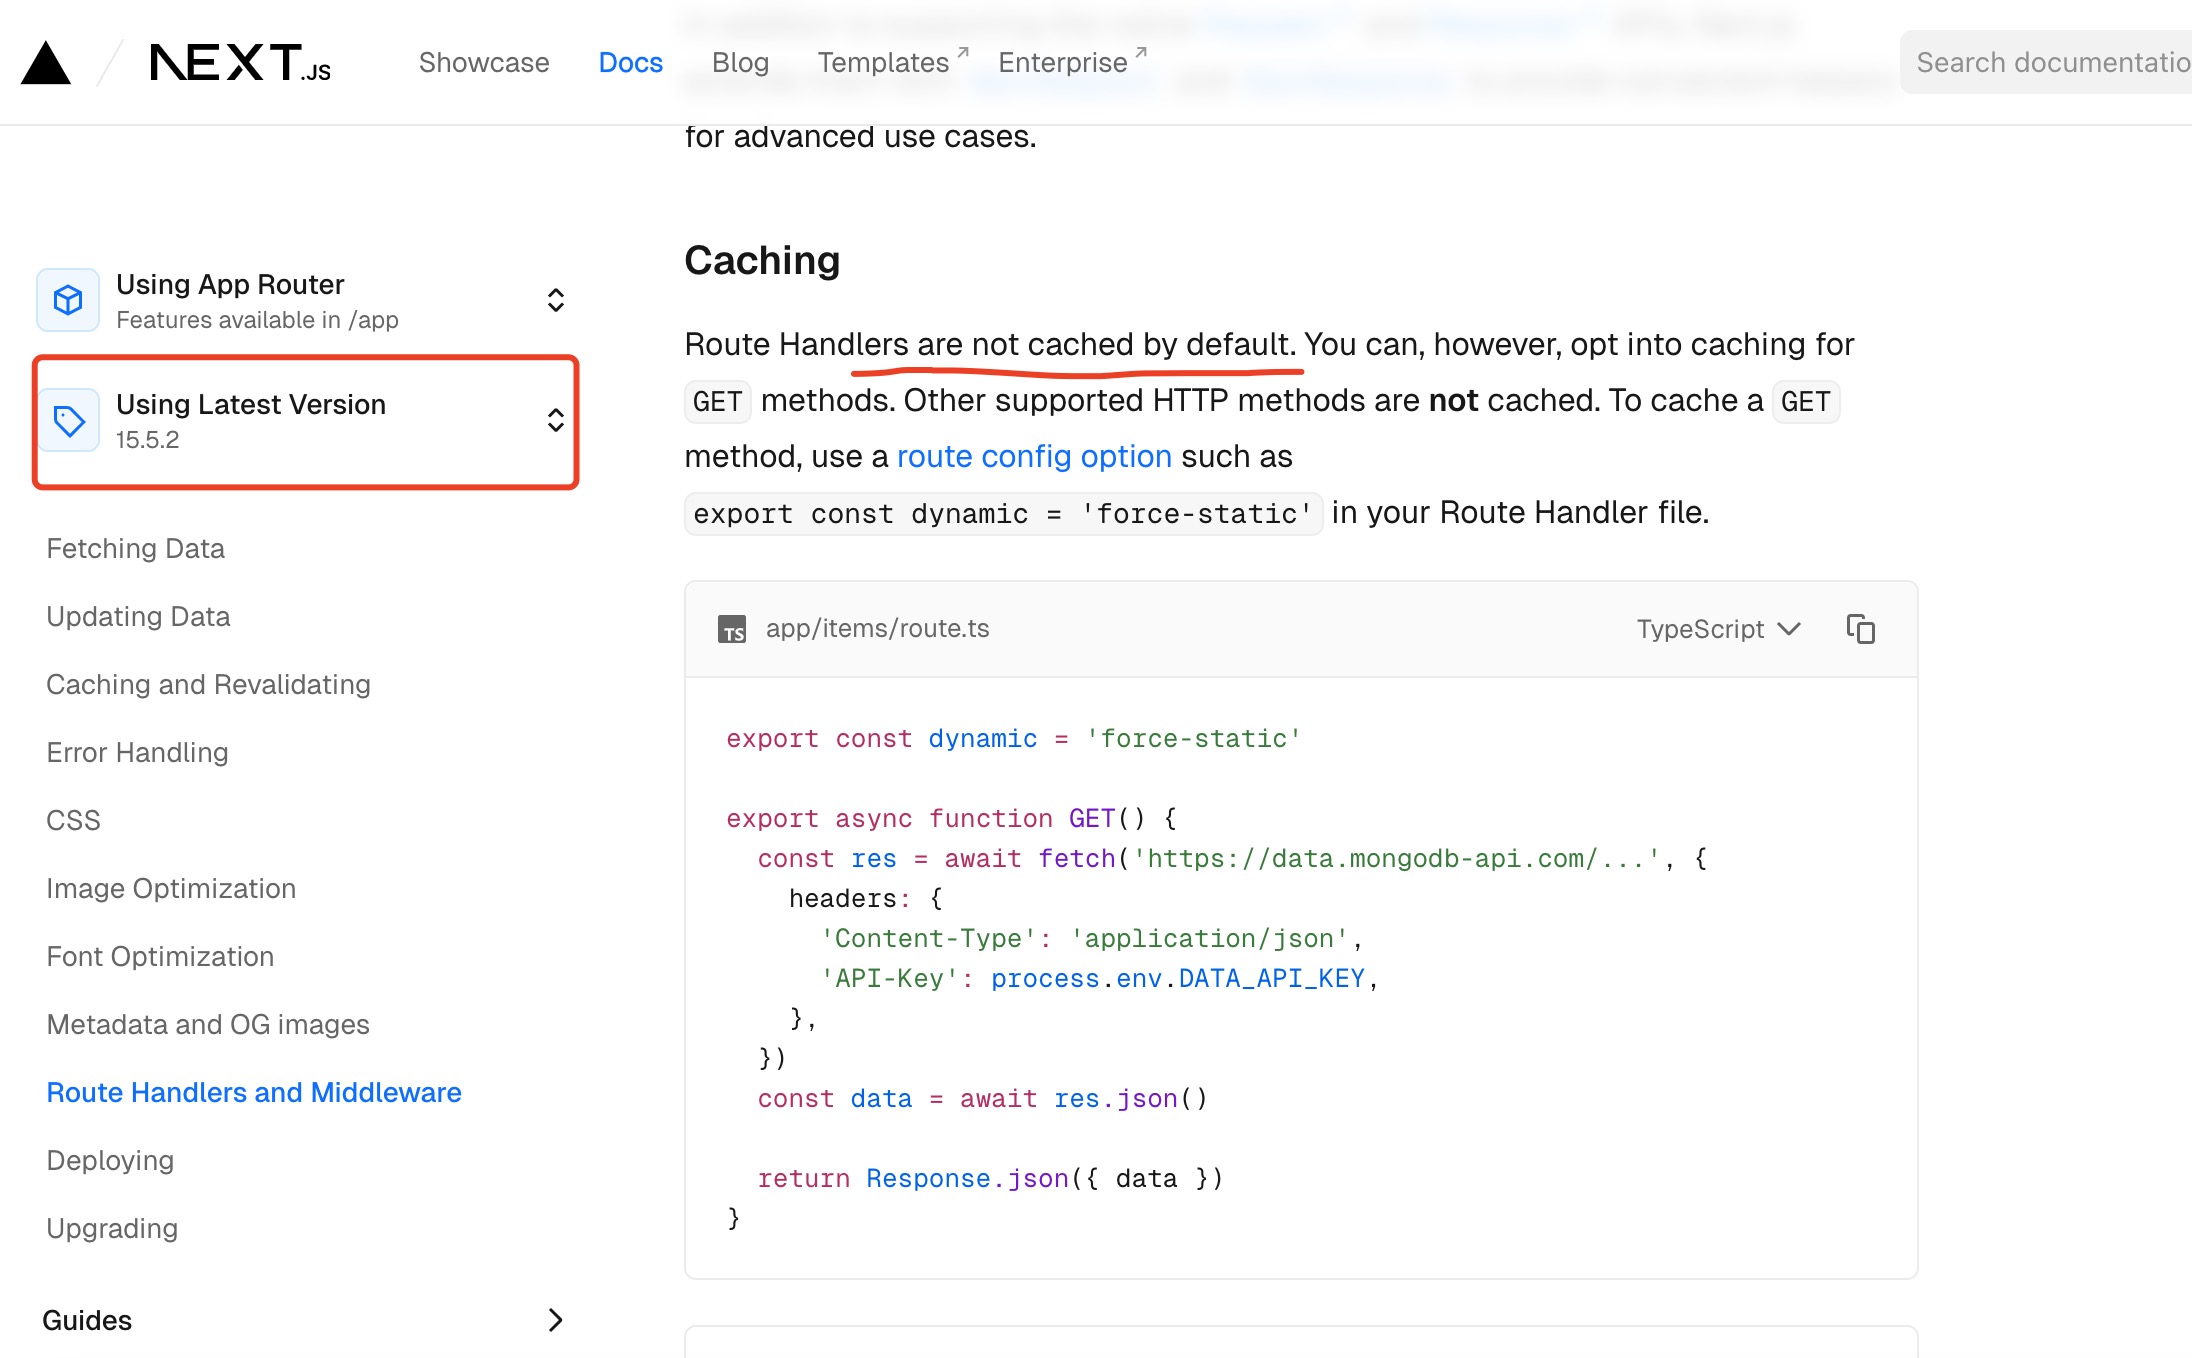 NEXT.JS
Showcase
Docs
Blog
Templates ↗
Enterprise ↗
Search documentatio
Using App Router
Features available in /app
Using Latest Version
15.5.2
Fetching Data
Updating Data
Caching and Revalidating
Error Handling
CSS
Image Optimization
Font Optimization
Metadata and OG images
Route Handlers and Middleware
Deploying
Upgrading
Guides
for advanced use cases.
Caching
Route Handlers are not cached by default. You can, however, opt into caching for
GET methods. Other supported HTTP methods are not cached. To cache a GET
method, use a route config option such as
export const dynamic = 'force-static' in your Route Handler file.
TS app/items/route.ts
TypeScript
export const dynamic = 'force-static'
export async function GET() {
  const res = await fetch('https://data.mongodb-api.com/...', {
    headers: {
      'Content-Type': 'application/json',
      'API-Key': process.env.DATA_API_KEY,
    },
  })
  const data = await res.json()
  return Response.json({ data })
}